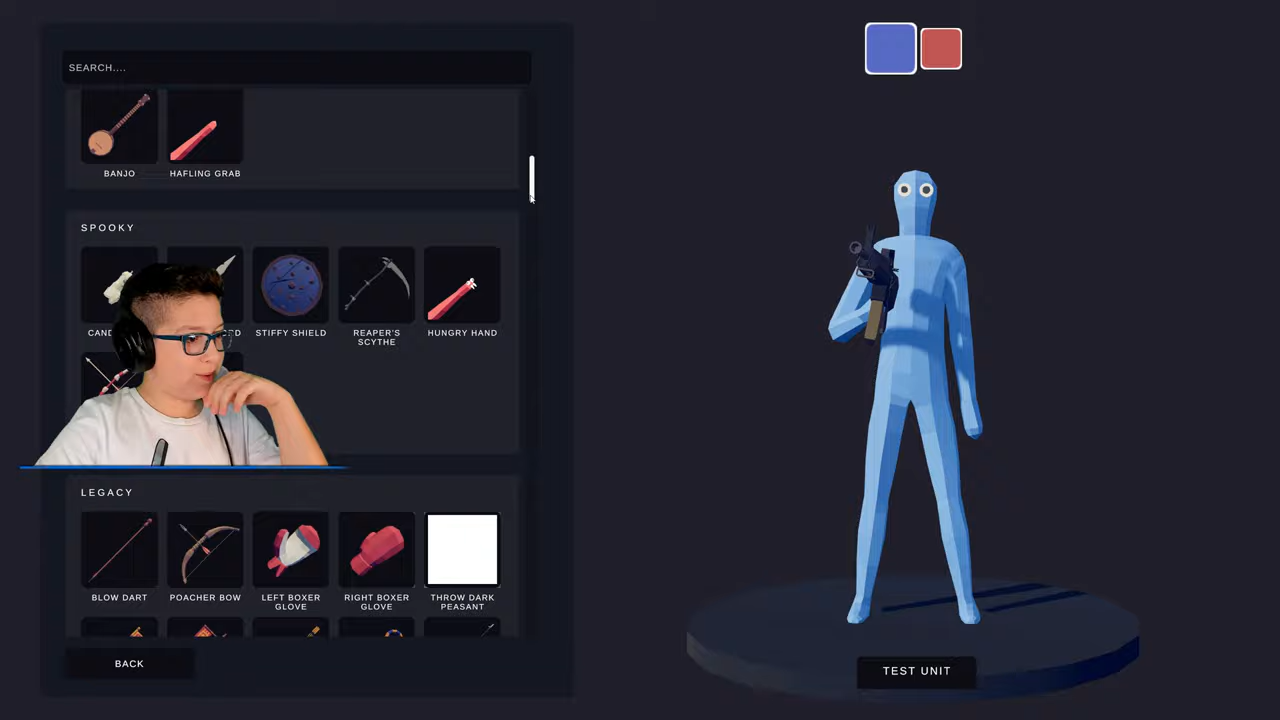 SEARCH....
BANJO
HAFLING GRAB
SPOOKY
STIFFY SHIELD
REAPER'S
SCYTHE
HUNGRY HAND
LEGACY
BLOW DART
POACHER BOW
LEFT BOXER
GLOVE
RIGHT BOXER
GLOVE
THROW DARK
PEASANT
BACK
TEST UNIT